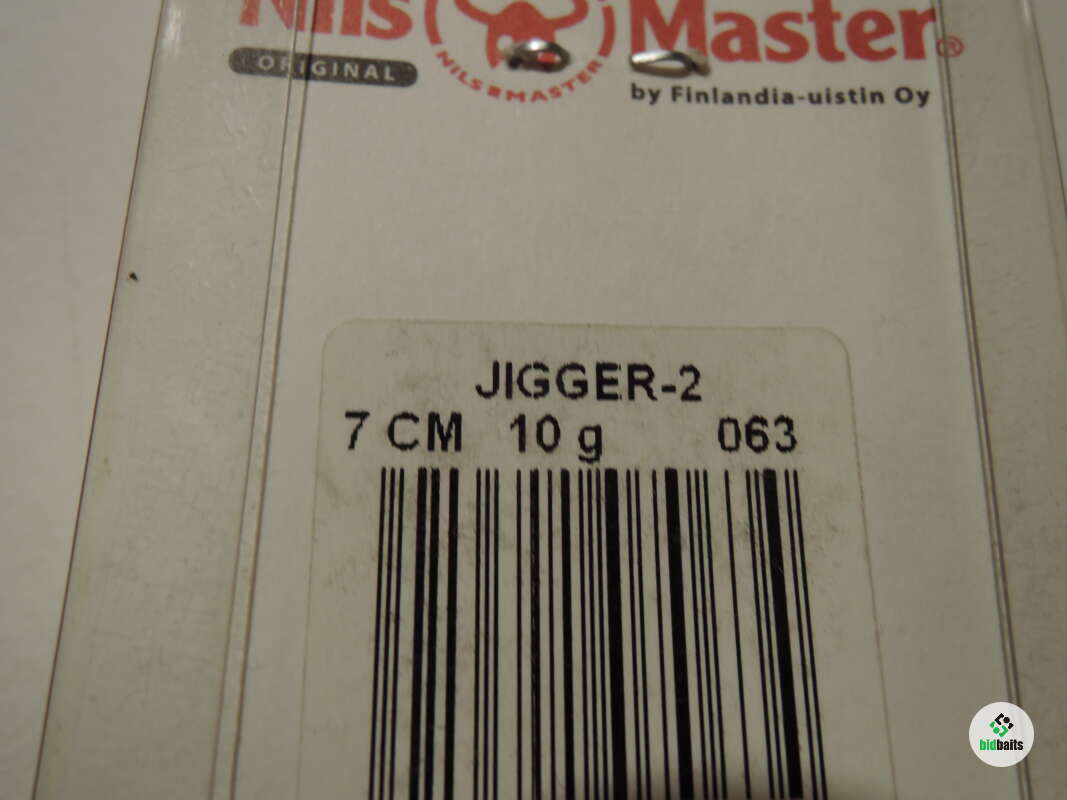 Nils Master®
ORIGINAL
NILS MASTER
by Finlandia-uistin Oy
JIGGER-2
7 CM 10 g 063
bidbaits